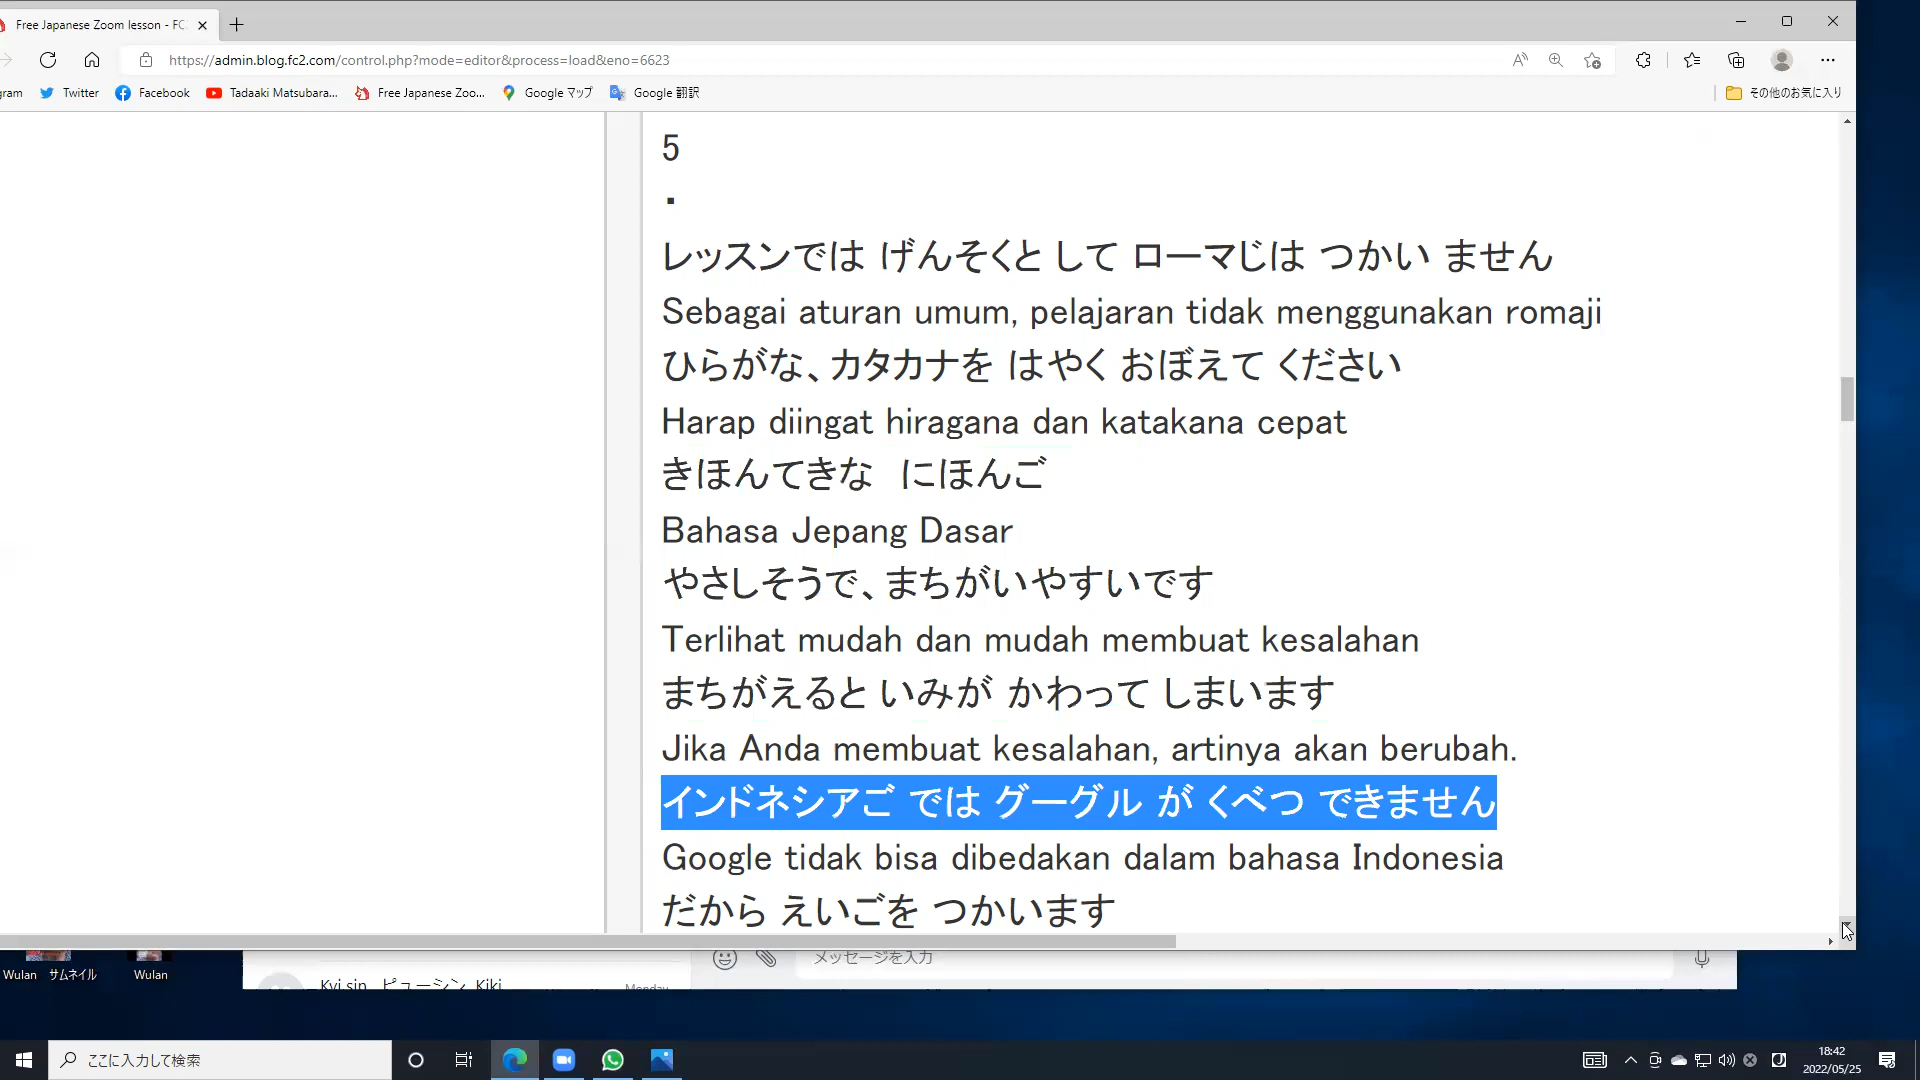 Free Japanese Zoom lesson - FC
https://admin.blog.fc2.com/control.php?mode=editor&process=load&eno=6623
gram Twitter Facebook Tadaaki Matsubara... Free Japanese Zoo... Google マップ Google 翻訳 その他のお気に入り
5
.
レッスンでは げんそくと して ローマじは つかい ません
Sebagai aturan umum, pelajaran tidak menggunakan romaji
ひらがな、カタカナを はやく おぼえて ください
Harap diingat hiragana dan katakana cepat
きほんてきな　にほんご
Bahasa Jepang Dasar
やさしそうで、まちがいやすいです
Terlihat mudah dan mudah membuat kesalahan
まちがえると いみが かわって しまいます
Jika Anda membuat kesalahan, artinya akan berubah.
インドネシアご では グーグル が くべつ できません
Google tidak bisa dibedakan dalam bahasa Indonesia
だから えいごを つかいます
Wulan サムネイル Wulan
メッセージを入力
Kyi sin ピューシン Kiki
Monday
ここに入力して検索
18:42
2022/05/25